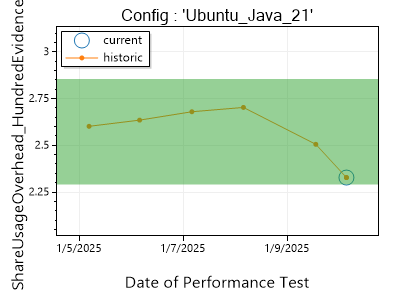 Config : 'Ubuntu_Java_21'
ShareUsageOverhead_HundredEvidence
current
historic
3
2.75
2.5
2.25
1/5/2025
1/7/2025
1/9/2025
Date of Performance Test